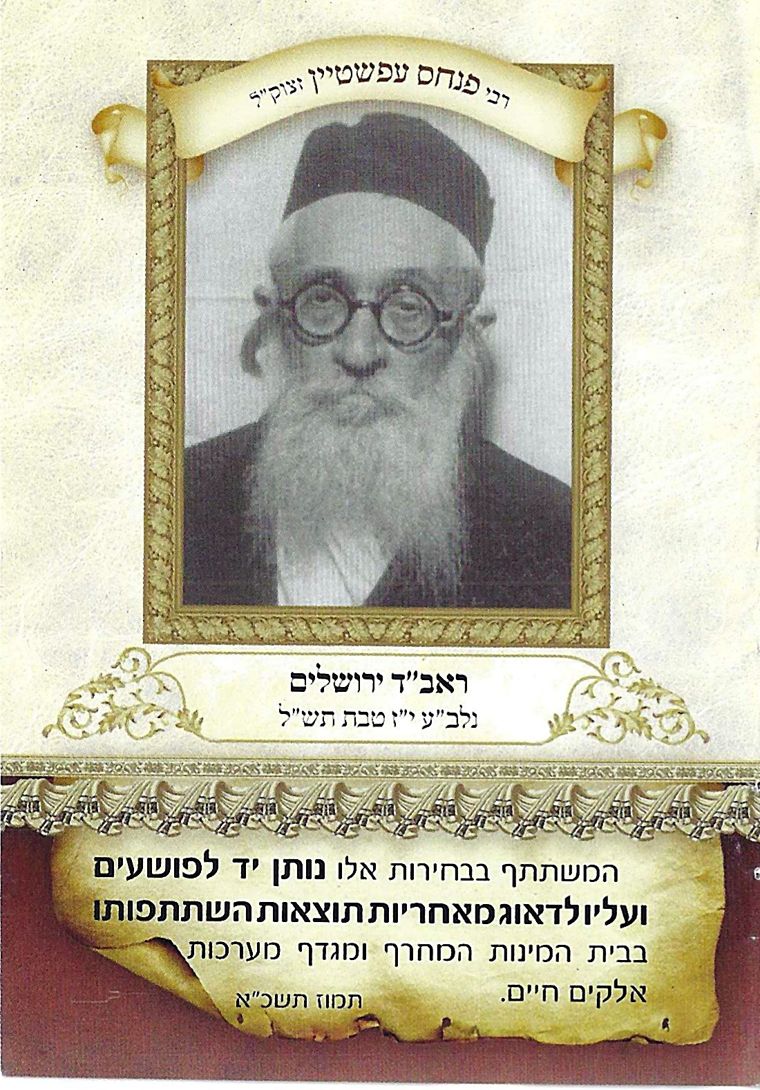 רבי פנחס עפשטיין זצוק"ל
ראב"ד ירושלים
נלב"ע י"ז טבת תש"ל
המשתתף בבחירות אלו נותן יד לפושעים
ועליו לדאוג מאחריות תוצאות השתתפותו
בבית המינות המחרף ומגדף מערכות
אלקים חיים.
תמוז תשכ"א